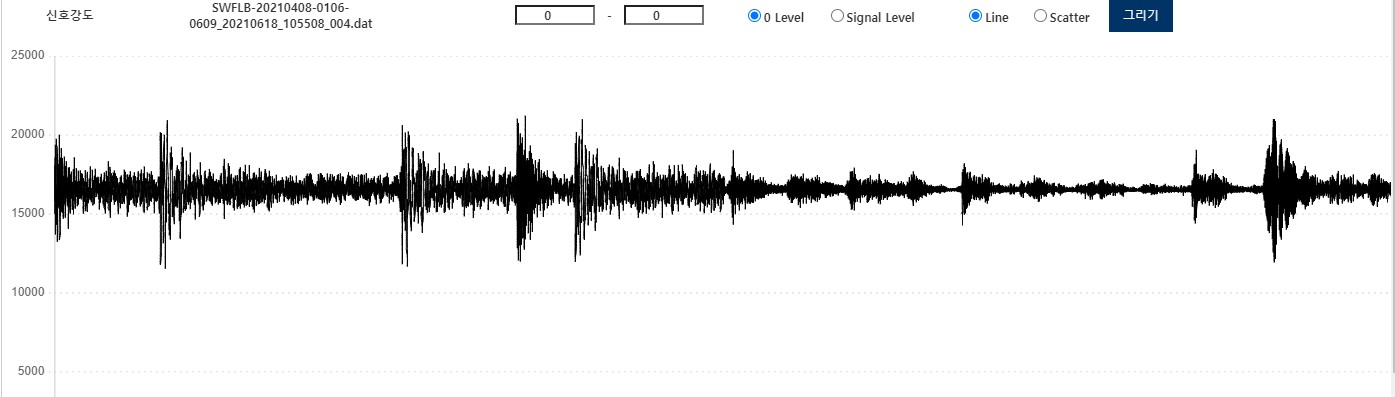 신호강도
SWFLB-20210408-0106-
0609_20210618_105508_004.dat
0 - 0
0 Level Signal Level
Line Scatter
그리기
25000
20000
15000
10000
5000